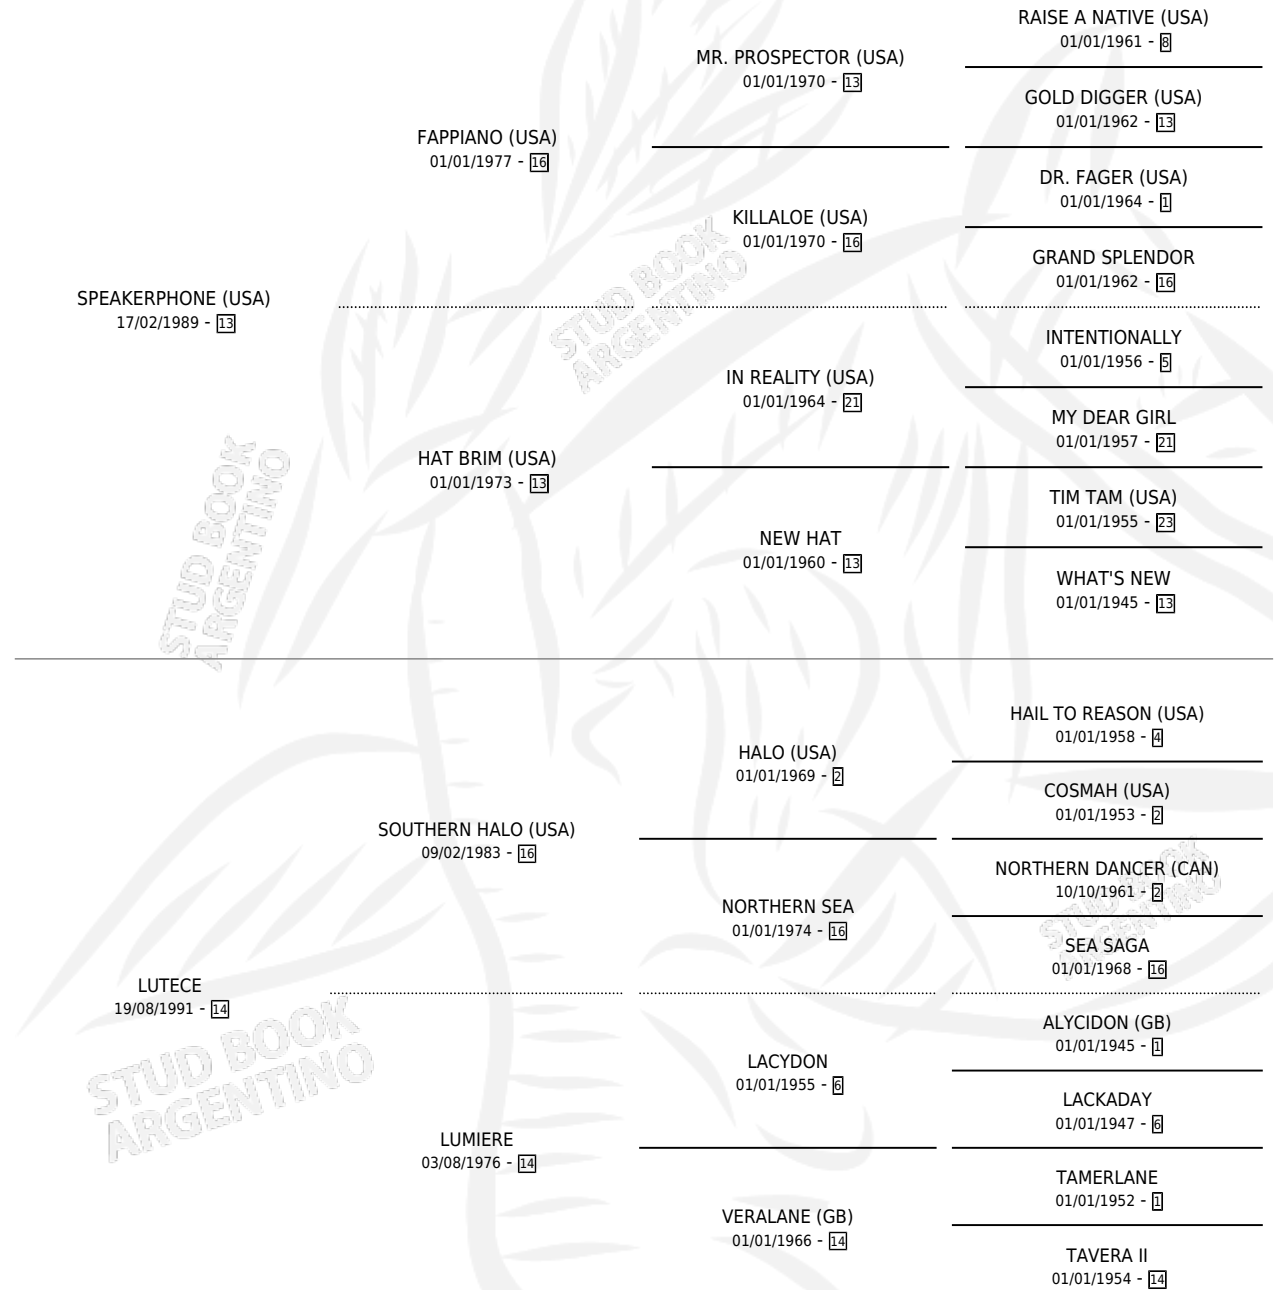 RAISE A NATIVE (USA)
01/01/1961 - 8
MR. PROSPECTOR (USA)
01/01/1970 - 13
GOLD DIGGER (USA)
01/01/1962 - 13
FAPPIANO (USA)
01/01/1977 - 16
DR. FAGER (USA)
01/01/1964 - 1
KILLALOE (USA)
01/01/1970 - 16
GRAND SPLENDOR
01/01/1962 - 16
SPEAKERPHONE (USA)
17/02/1989 - 13
INTENTIONALLY
01/01/1956 - 5
IN REALITY (USA)
01/01/1964 - 21
MY DEAR GIRL
01/01/1957 - 21
HAT BRIM (USA)
01/01/1973 - 13
TIM TAM (USA)
01/01/1955 - 23
NEW HAT
01/01/1960 - 13
WHAT'S NEW
01/01/1945 - 13
HAIL TO REASON (USA)
01/01/1958 - 4
HALO (USA)
01/01/1969 - 2
COSMAH (USA)
01/01/1953 - 2
SOUTHERN HALO (USA)
09/02/1983 - 16
NORTHERN DANCER (CAN)
10/10/1961 - 2
NORTHERN SEA
01/01/1974 - 16
SEA SAGA
01/01/1968 - 16
LUTECE
19/08/1991 - 14
ALYCIDON (GB)
01/01/1945 - 1
LACYDON
01/01/1955 - 6
LACKADAY
01/01/1947 - 6
LUMIERE
03/08/1976 - 14
TAMERLANE
01/01/1952 - 1
VERALANE (GB)
01/01/1966 - 14
TAVERA II
01/01/1954 - 14
STUD BOOK
ARGENTINO
STUD BOOK
ARGENTINO
STUD BOOK
ARGENTINO
STUD BOOK
ARGENTINO